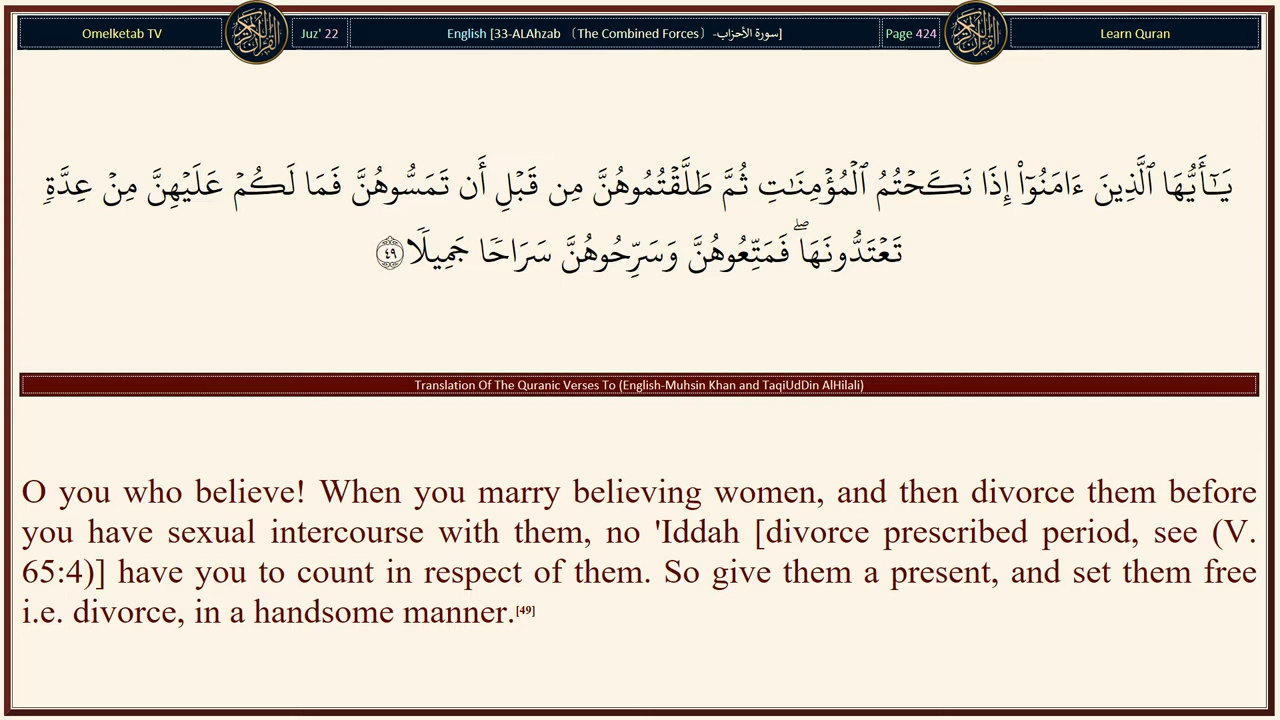 Omelketab TV
Juz' 22
English [33-ALAhzab （The Combined Forces） -سورة الأحزاب]
Page 424
Learn Quran
يَـٰٓأَيُّهَا ٱلَّذِينَ ءَامَنُوٓا۟ إِذَا نَكَحْتُمُ ٱلْمُؤْمِنَـٰتِ ثُمَّ طَلَّقْتُمُوهُنَّ مِن قَبْلِ أَن تَمَسُّوهُنَّ فَمَا لَكُمْ عَلَيْهِنَّ مِنْ عِدَّةٍ
تَعْتَدُّونَهَا ۖ فَمَتِّعُوهُنَّ وَسَرِّحُوهُنَّ سَرَاحًا جَمِيلًا ٤٩
Translation Of The Quranic Verses To (English-Muhsin Khan and TaqiUdDin AlHilali)
O you who believe! When you marry believing women, and then divorce them before
you have sexual intercourse with them, no 'Iddah [divorce prescribed period, see (V.
65:4)] have you to count in respect of them. So give them a present, and set them free
i.e. divorce, in a handsome manner.[49]